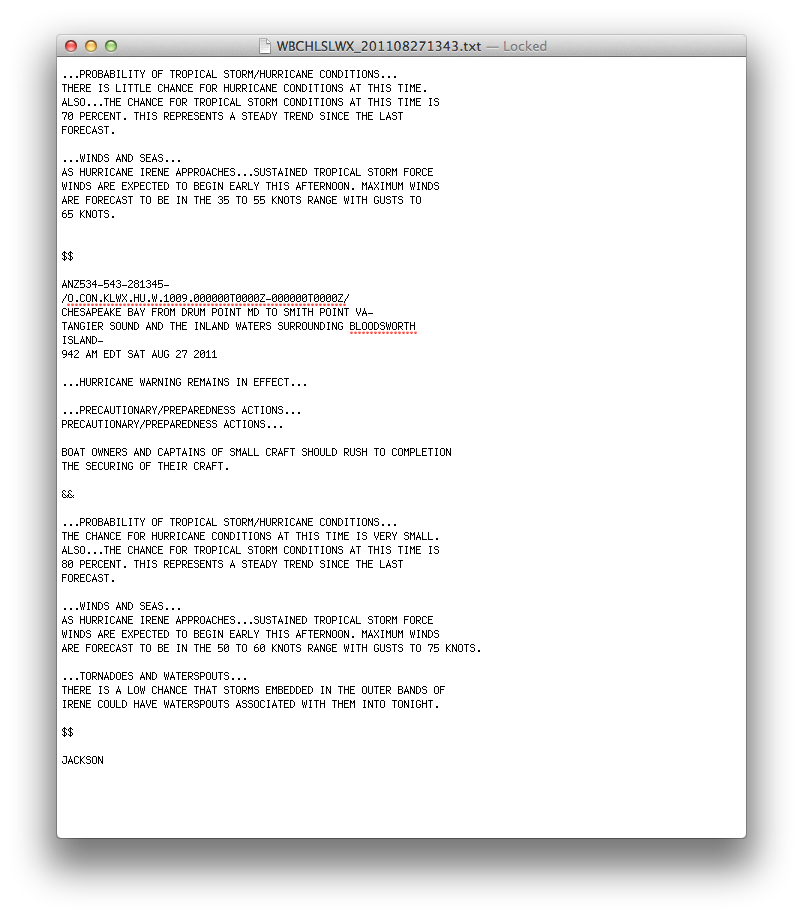 WBCHLSLWX_201108271343.txt — Locked
...PROBABILITY OF TROPICAL STORM/HURRICANE CONDITIONS...
THERE IS LITTLE CHANCE FOR HURRICANE CONDITIONS AT THIS TIME.
ALSO...THE CHANCE FOR TROPICAL STORM CONDITIONS AT THIS TIME IS
70 PERCENT. THIS REPRESENTS A STEADY TREND SINCE THE LAST
FORECAST.
...WINDS AND SEAS...
AS HURRICANE IRENE APPROACHES...SUSTAINED TROPICAL STORM FORCE
WINDS ARE EXPECTED TO BEGIN EARLY THIS AFTERNOON. MAXIMUM WINDS
ARE FORECAST TO BE IN THE 35 TO 55 KNOTS RANGE WITH GUSTS TO
65 KNOTS.
$$
ANZ534-543-281345-
/O.CON.KLWX.HU.W.1009.000000T0000Z-000000T0000Z/
CHESAPEAKE BAY FROM DRUM POINT MD TO SMITH POINT VA-
TANGIER SOUND AND THE INLAND WATERS SURROUNDING BLOODSWORTH
ISLAND-
942 AM EDT SAT AUG 27 2011
...HURRICANE WARNING REMAINS IN EFFECT...
...PRECAUTIONARY/PREPAREDNESS ACTIONS...
PRECAUTIONARY/PREPAREDNESS ACTIONS...
BOAT OWNERS AND CAPTAINS OF SMALL CRAFT SHOULD RUSH TO COMPLETION
THE SECURING OF THEIR CRAFT.
&&
...PROBABILITY OF TROPICAL STORM/HURRICANE CONDITIONS...
THE CHANCE FOR HURRICANE CONDITIONS AT THIS TIME IS VERY SMALL.
ALSO...THE CHANCE FOR TROPICAL STORM CONDITIONS AT THIS TIME IS
80 PERCENT. THIS REPRESENTS A STEADY TREND SINCE THE LAST
FORECAST.
...WINDS AND SEAS...
AS HURRICANE IRENE APPROACHES...SUSTAINED TROPICAL STORM FORCE
WINDS ARE EXPECTED TO BEGIN EARLY THIS AFTERNOON. MAXIMUM WINDS
ARE FORECAST TO BE IN THE 50 TO 60 KNOTS RANGE WITH GUSTS TO 75 KNOTS.
...TORNADOES AND WATERSPOUTS...
THERE IS A LOW CHANCE THAT STORMS EMBEDDED IN THE OUTER BANDS OF
IRENE COULD HAVE WATERSPOUTS ASSOCIATED WITH THEM INTO TONIGHT.
$$
JACKSON